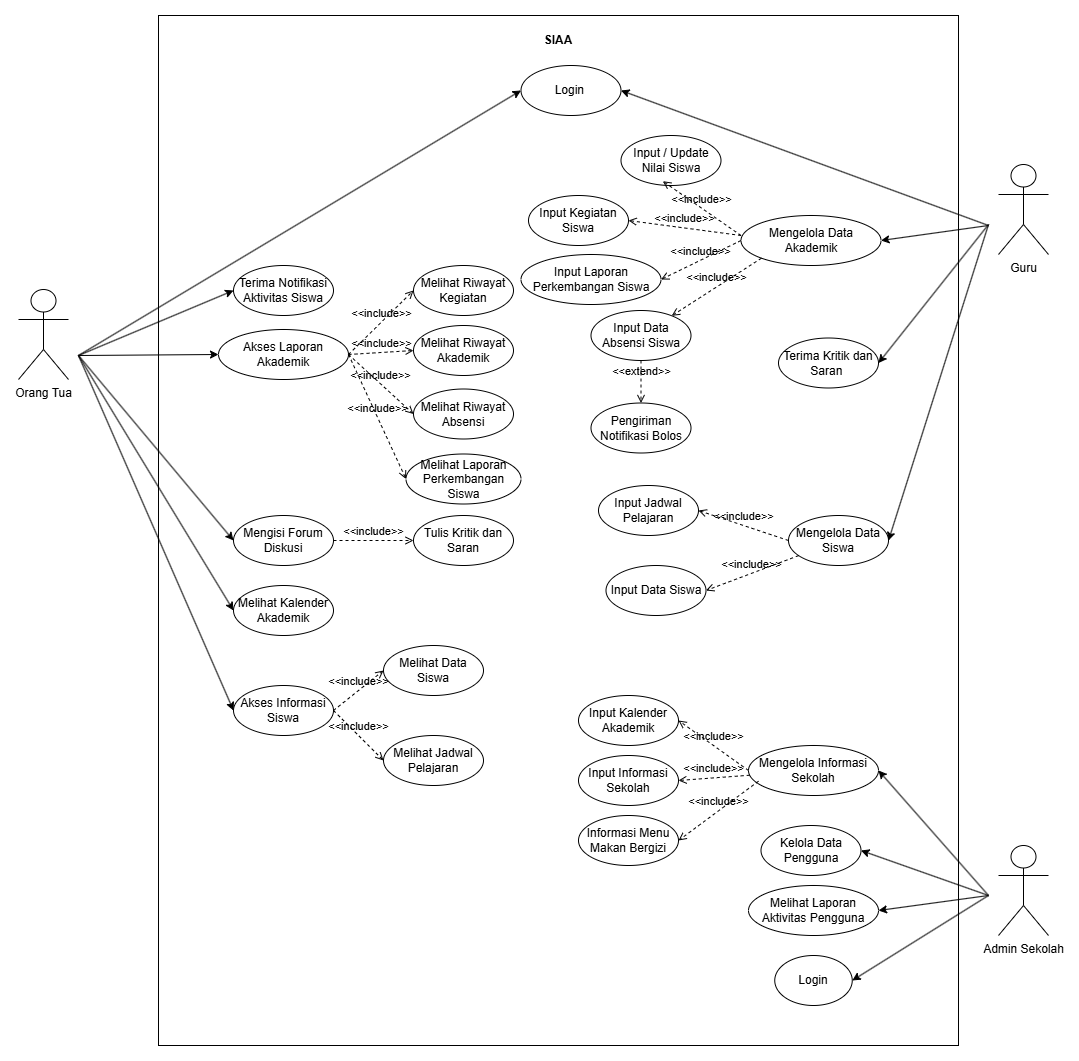 SIAA
Login
Input / Update
Nilai Siswa
<<include>>
Input Kegiatan
Siswa
<<include>>
Mengelola Data
Akademik
<<include>>
Input Laporan
Perkembangan Siswa
<<include>>
Guru
Terima Notifikasi
Aktivitas Siswa
Melihat Riwayat
Kegiatan
<<include>>
Input Data
Absensi Siswa
Orang Tua
Akses Laporan
Akademik
<<include>>
Melihat Riwayat
Akademik
<<extend>>
Terima Kritik dan
Saran
<<include>>
Melihat Riwayat
Absensi
<<include>>
Pengiriman
Notifikasi Bolos
Melihat Laporan
Perkembangan
Siswa
Input Jadwal
Pelajaran
<<include>>
Mengisi Forum
Diskusi
<<include>>
Tulis Kritik dan
Saran
Mengelola Data
Siswa
<<include>>
Input Data Siswa
Melihat Kalender
Akademik
Melihat Data
Siswa
<<include>>
Akses Informasi
Siswa
<<include>>
Melihat Jadwal
Pelajaran
Input Kalender
Akademik
<<include>>
Mengelola Informasi
Sekolah
<<include>>
Input Informasi
Sekolah
<<include>>
Informasi Menu
Makan Bergizi
Kelola Data
Pengguna
Melihat Laporan
Aktivitas Pengguna
Admin Sekolah
Login